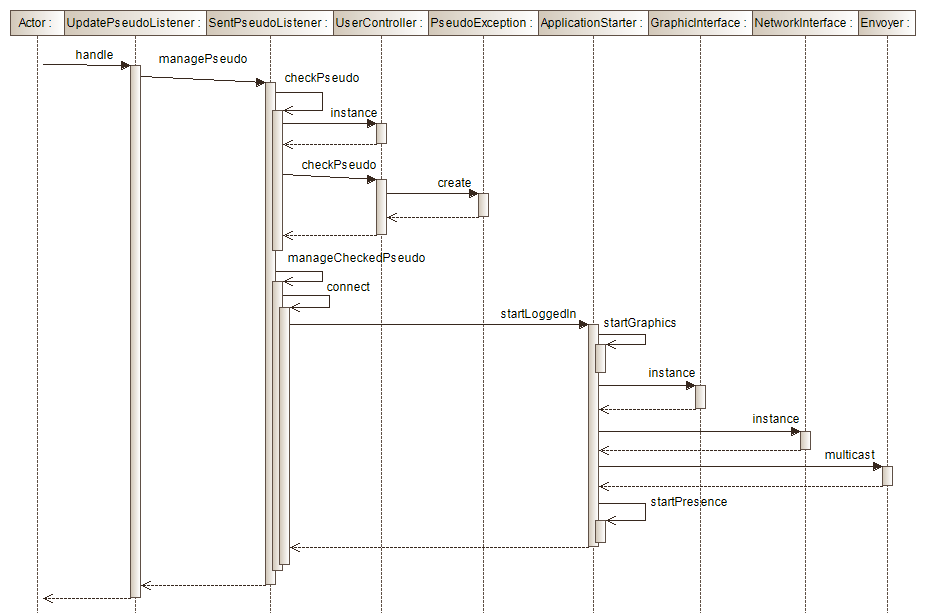 Actor :
UpdatePseudoListener :
SentPseudoListener :
UserController :
PseudoException :
ApplicationStarter :
GraphicInterface :
NetworkInterface :
Envoyer :
handle
managePseudo
checkPseudo
instance
checkPseudo
create
manageCheckedPseudo
connect
startLoggedIn
startGraphics
instance
instance
multicast
startPresence